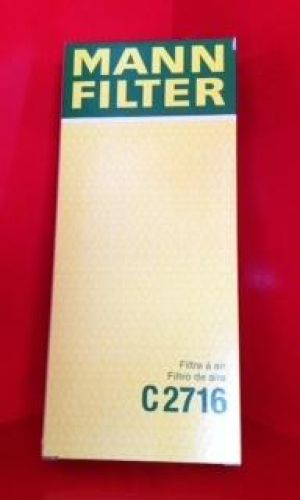 MANN
FILTER
Filtre à air
Filtro de aire
C 2716